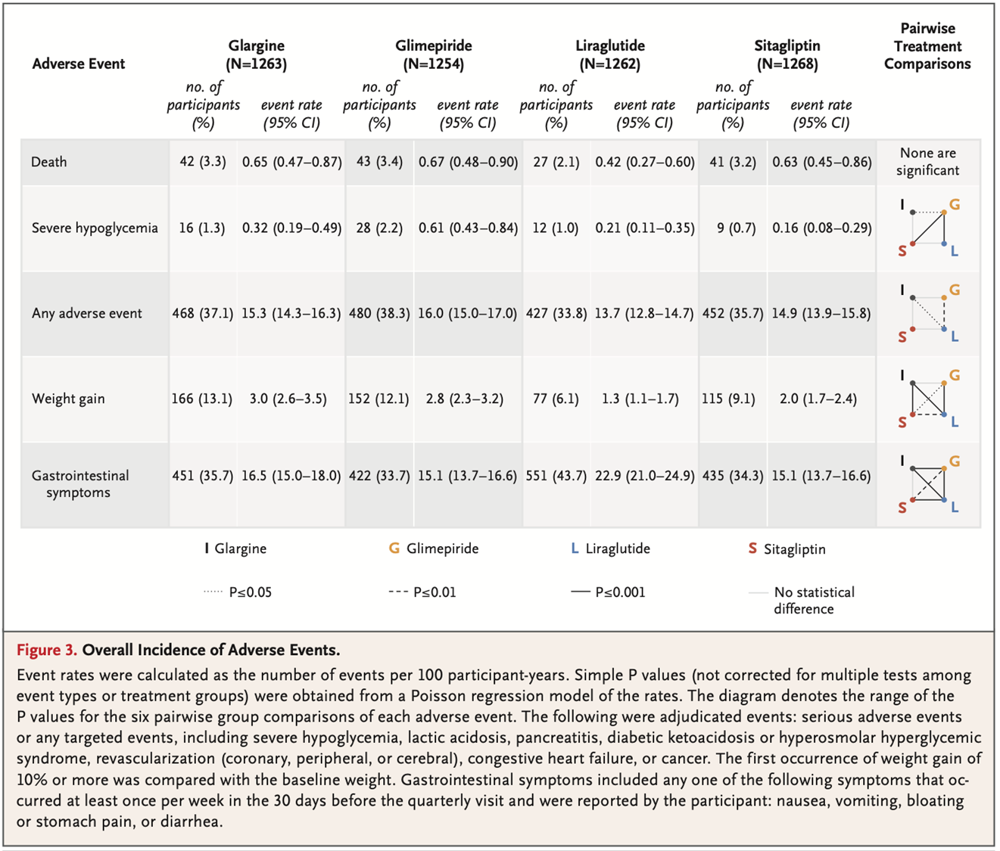 Adverse Event
Glargine
(N=1263)
Glimepiride
(N=1254)
Liraglutide
(N=1262)
Sitagliptin
(N=1268)
Pairwise
Treatment
Comparisons
no. of
participants
(%)
event rate
(95% CI)
no. of
participants
(%)
event rate
(95% CI)
no. of
participants
(%)
event rate
(95% CI)
no. of
participants
(%)
event rate
(95% CI)
Death 42 (3.3) 0.65 (0.47–0.87) 43 (3.4) 0.67 (0.48–0.90) 27 (2.1) 0.42 (0.27–0.60) 41 (3.2) 0.63 (0.45–0.86)
None are
significant
Severe hypoglycemia 16 (1.3) 0.32 (0.19–0.49) 28 (2.2) 0.61 (0.43–0.84) 12 (1.0) 0.21 (0.11–0.35) 9 (0.7) 0.16 (0.08–0.29)
I G
S L
Any adverse event 468 (37.1) 15.3 (14.3–16.3) 480 (38.3) 16.0 (15.0–17.0) 427 (33.8) 13.7 (12.8–14.7) 452 (35.7) 14.9 (13.9–15.8)
I G
S L
Weight gain 166 (13.1) 3.0 (2.6–3.5) 152 (12.1) 2.8 (2.3–3.2) 77 (6.1) 1.3 (1.1–1.7) 115 (9.1) 2.0 (1.7–2.4)
I G
S L
Gastrointestinal
symptoms
451 (35.7) 16.5 (15.0–18.0) 422 (33.7) 15.1 (13.7–16.6) 551 (43.7) 22.9 (21.0–24.9) 435 (34.3) 15.1 (13.7–16.6)
I G
S L
I Glargine G Glimepiride L Liraglutide S Sitagliptin
P≤0.05 P≤0.01 P≤0.001 No statistical
difference
Figure 3. Overall Incidence of Adverse Events.
Event rates were calculated as the number of events per 100 participant-years. Simple P values (not corrected for multiple tests among
event types or treatment groups) were obtained from a Poisson regression model of the rates. The diagram denotes the range of the
P values for the six pairwise group comparisons of each adverse event. The following were adjudicated events: serious adverse events
or any targeted events, including severe hypoglycemia, lactic acidosis, pancreatitis, diabetic ketoacidosis or hyperosmolar hyperglycemic
syndrome, revascularization (coronary, peripheral, or cerebral), congestive heart failure, or cancer. The first occurrence of weight gain of
10% or more was compared with the baseline weight. Gastrointestinal symptoms included any one of the following symptoms that oc-
curred at least once per week in the 30 days before the quarterly visit and were reported by the participant: nausea, vomiting, bloating
or stomach pain, or diarrhea.